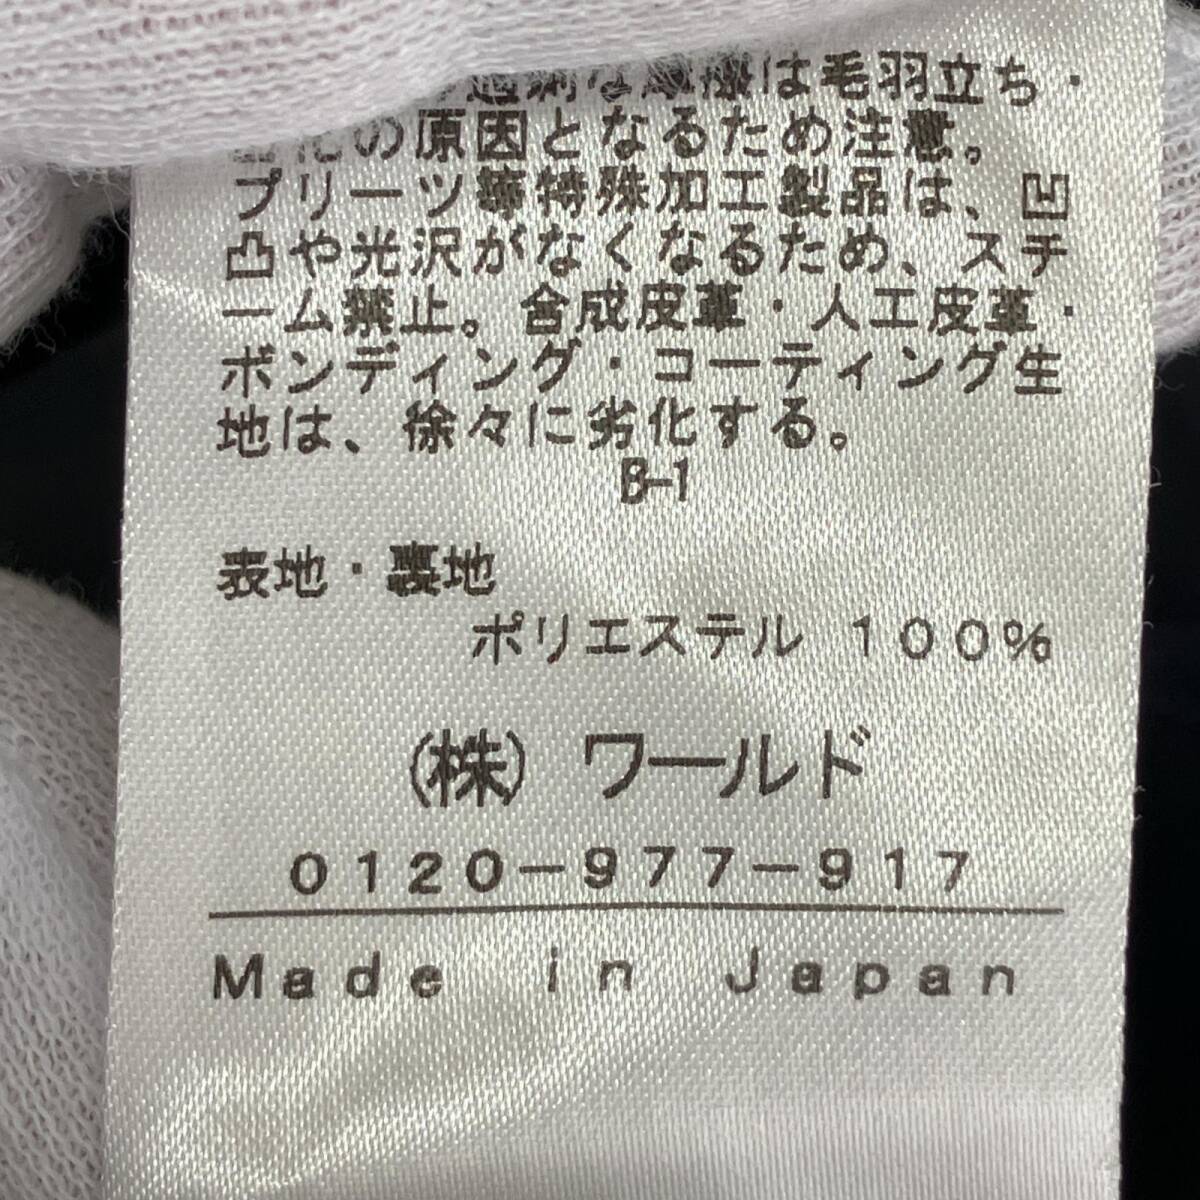 過剰な摩擦は毛羽立ち・
劣化の原因となるため注意。
プリーツ等特殊加工製品は、凹
凸や光沢がなくなるため、スチ
ーム禁止。合成皮革・人工皮革・
ボンディング・コーティング生
地は、徐々に劣化する。
B-1
表地・裏地
ポリエステル 100%
(株) ワールド
0120-977-917
Made in Japan